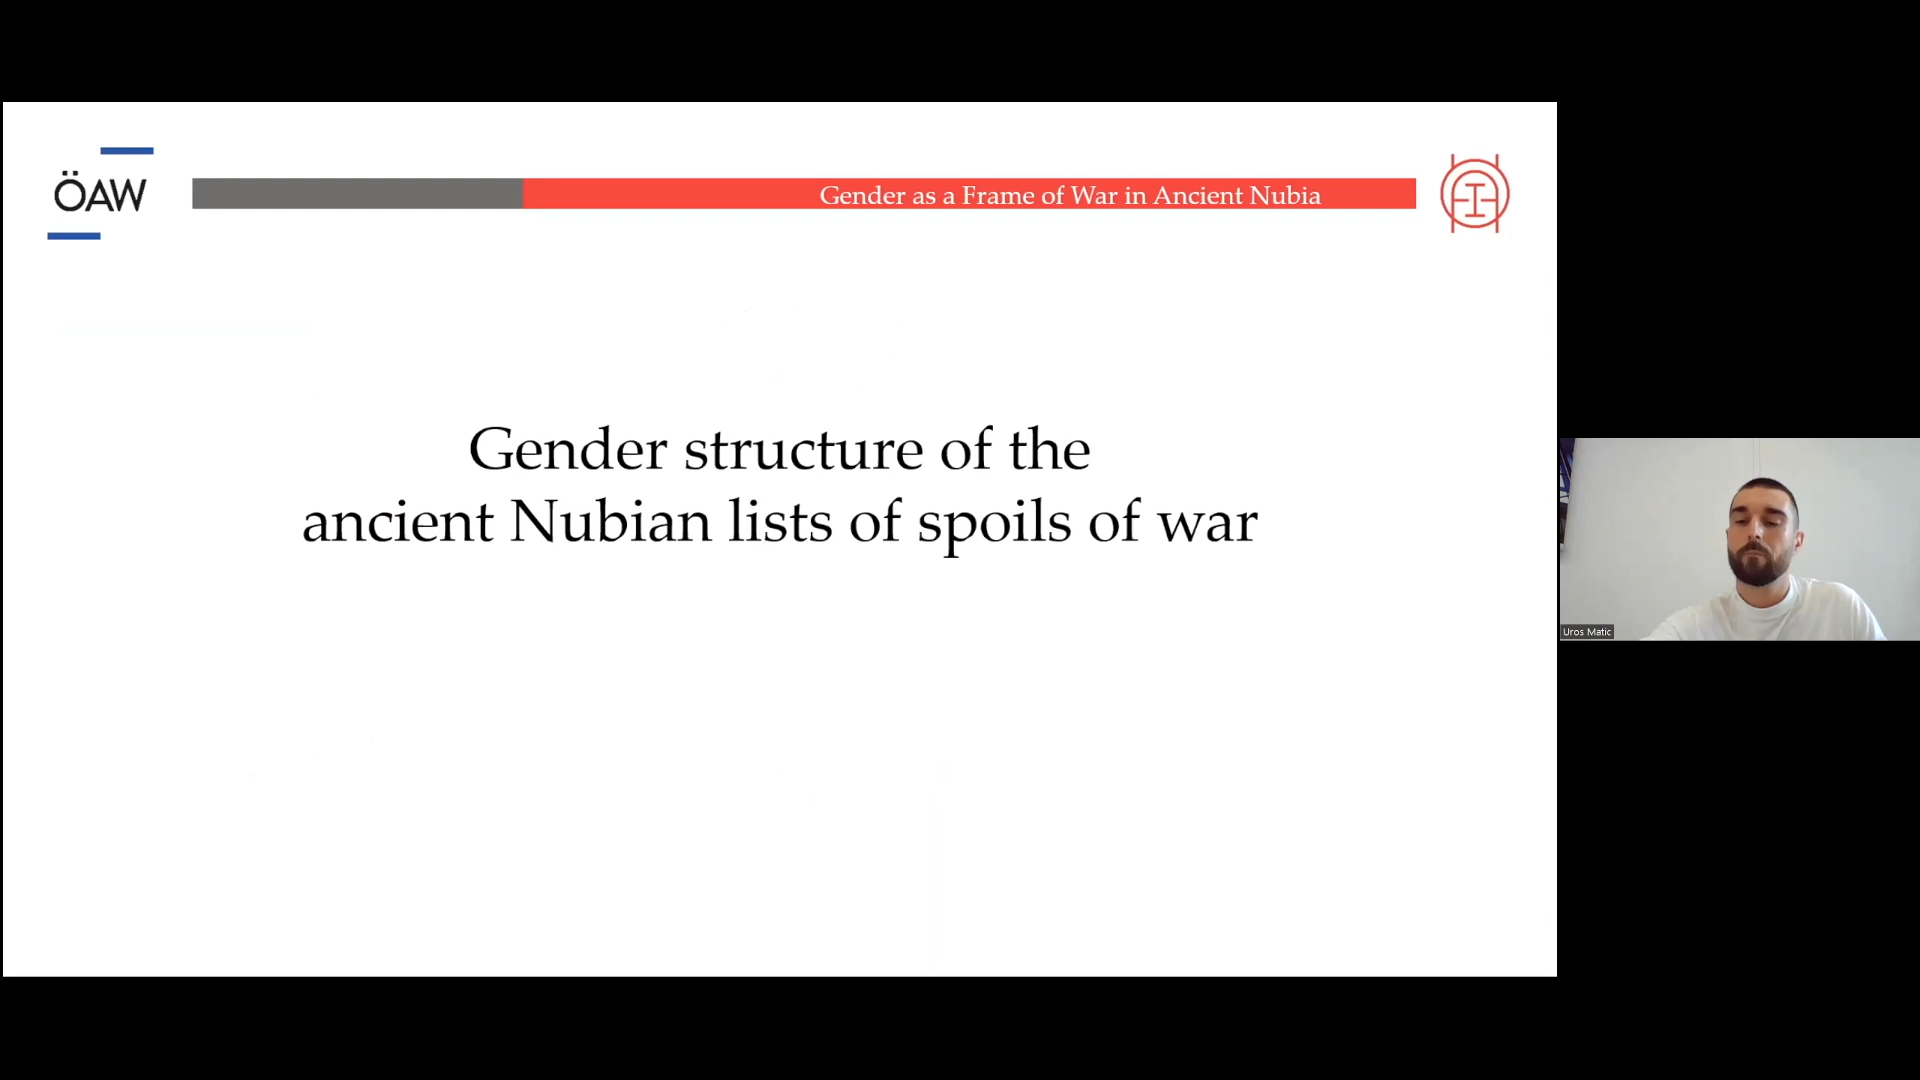 ÖAW
Gender as a Frame of War in Ancient Nubia
Gender structure of the
ancient Nubian lists of spoils of war
Uros Matic